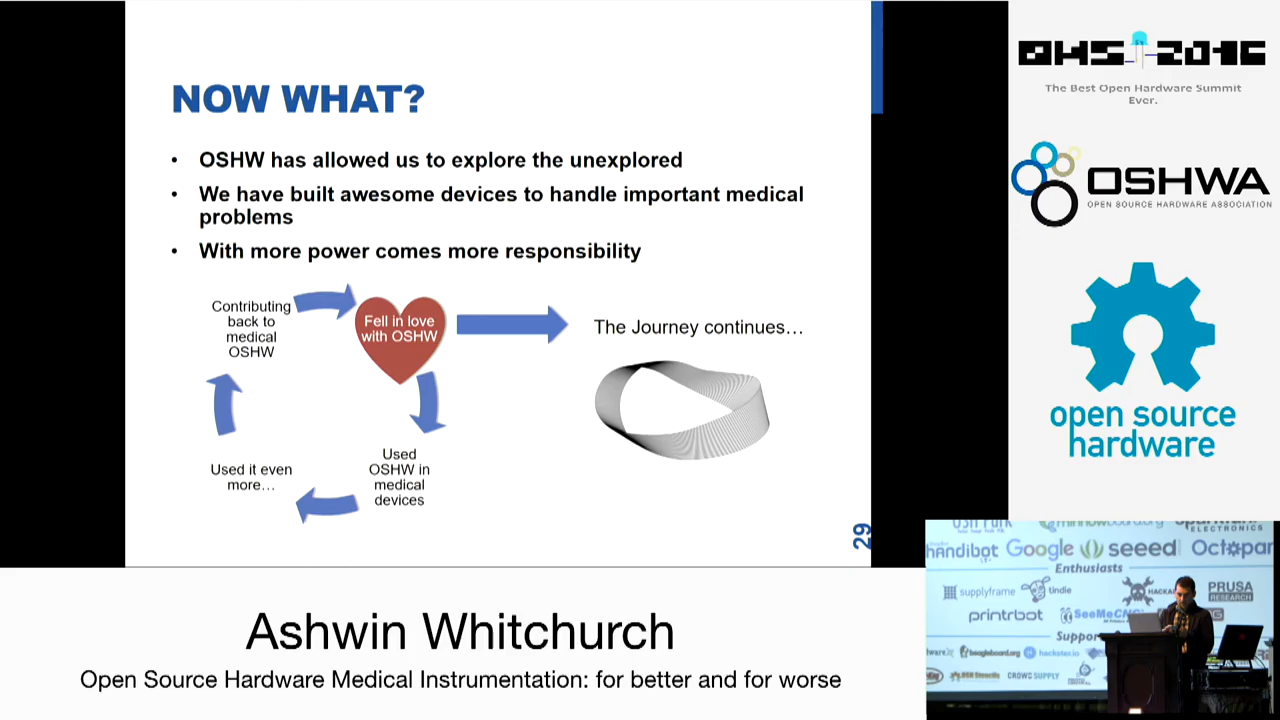 NOW WHAT?
• OSHW has allowed us to explore the unexplored
• We have built awesome devices to handle important medical
problems
• With more power comes more responsibility
Contributing
back to
medical
OSHW
Fell in love
with OSHW
The Journey continues…
Used it even
more…
Used
OSHW in
medical
devices
29
OHS 2016
The Best Open Hardware Summit
Ever.
OSHWA
OPEN SOURCE HARDWARE ASSOCIATION
open source
hardware
ELECTRONICS
handibot Google seeed Octopar
Enthusiasts
supplyframe tindie HACKA PRUSA
RESEARCH
printrbot SeeMeCNC
Suppor
beagleboard.org hackster.io
OSH Stencils CROWD SUPPLY
Ashwin Whitchurch
Open Source Hardware Medical Instrumentation: for better and for worse